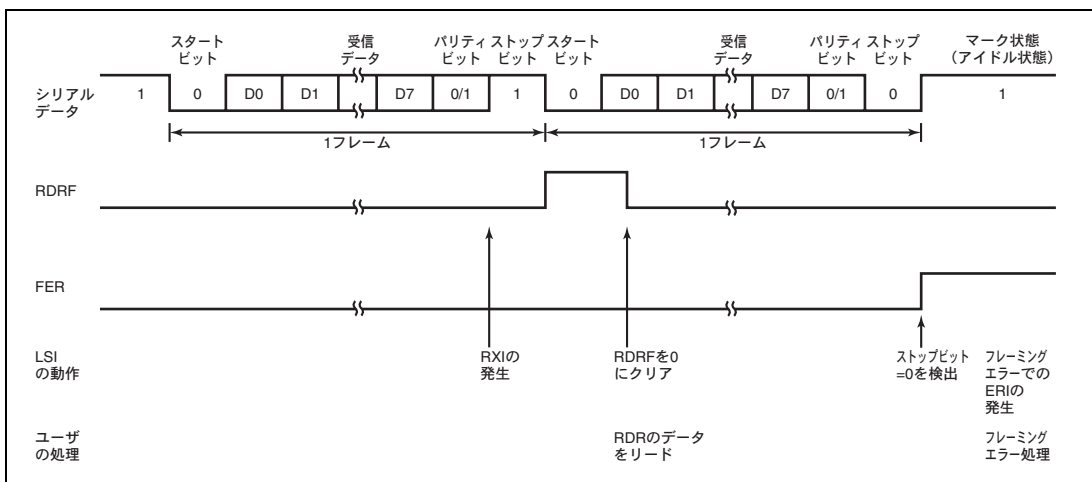 スタート
ビット
受信
データ
パリティ
ビット
ストップ
ビット
スタート
ビット
受信
データ
パリティ
ビット
ストップ
ビット
マーク状態
(アイドル状態)
シリアル
データ
1 0 D0 D1 D7 0/1 1 0 D0 D1 D7 0/1 0 1
1フレーム 1フレーム
RDRF
FER
LSI
の動作
RXIの
発生
RDRFを0
にクリア
ストップビット
=0を検出
フレーミング
エラーでの
ERIの
発生
ユーザ
の処理
RDRのデータ
をリード
フレーミング
エラー処理